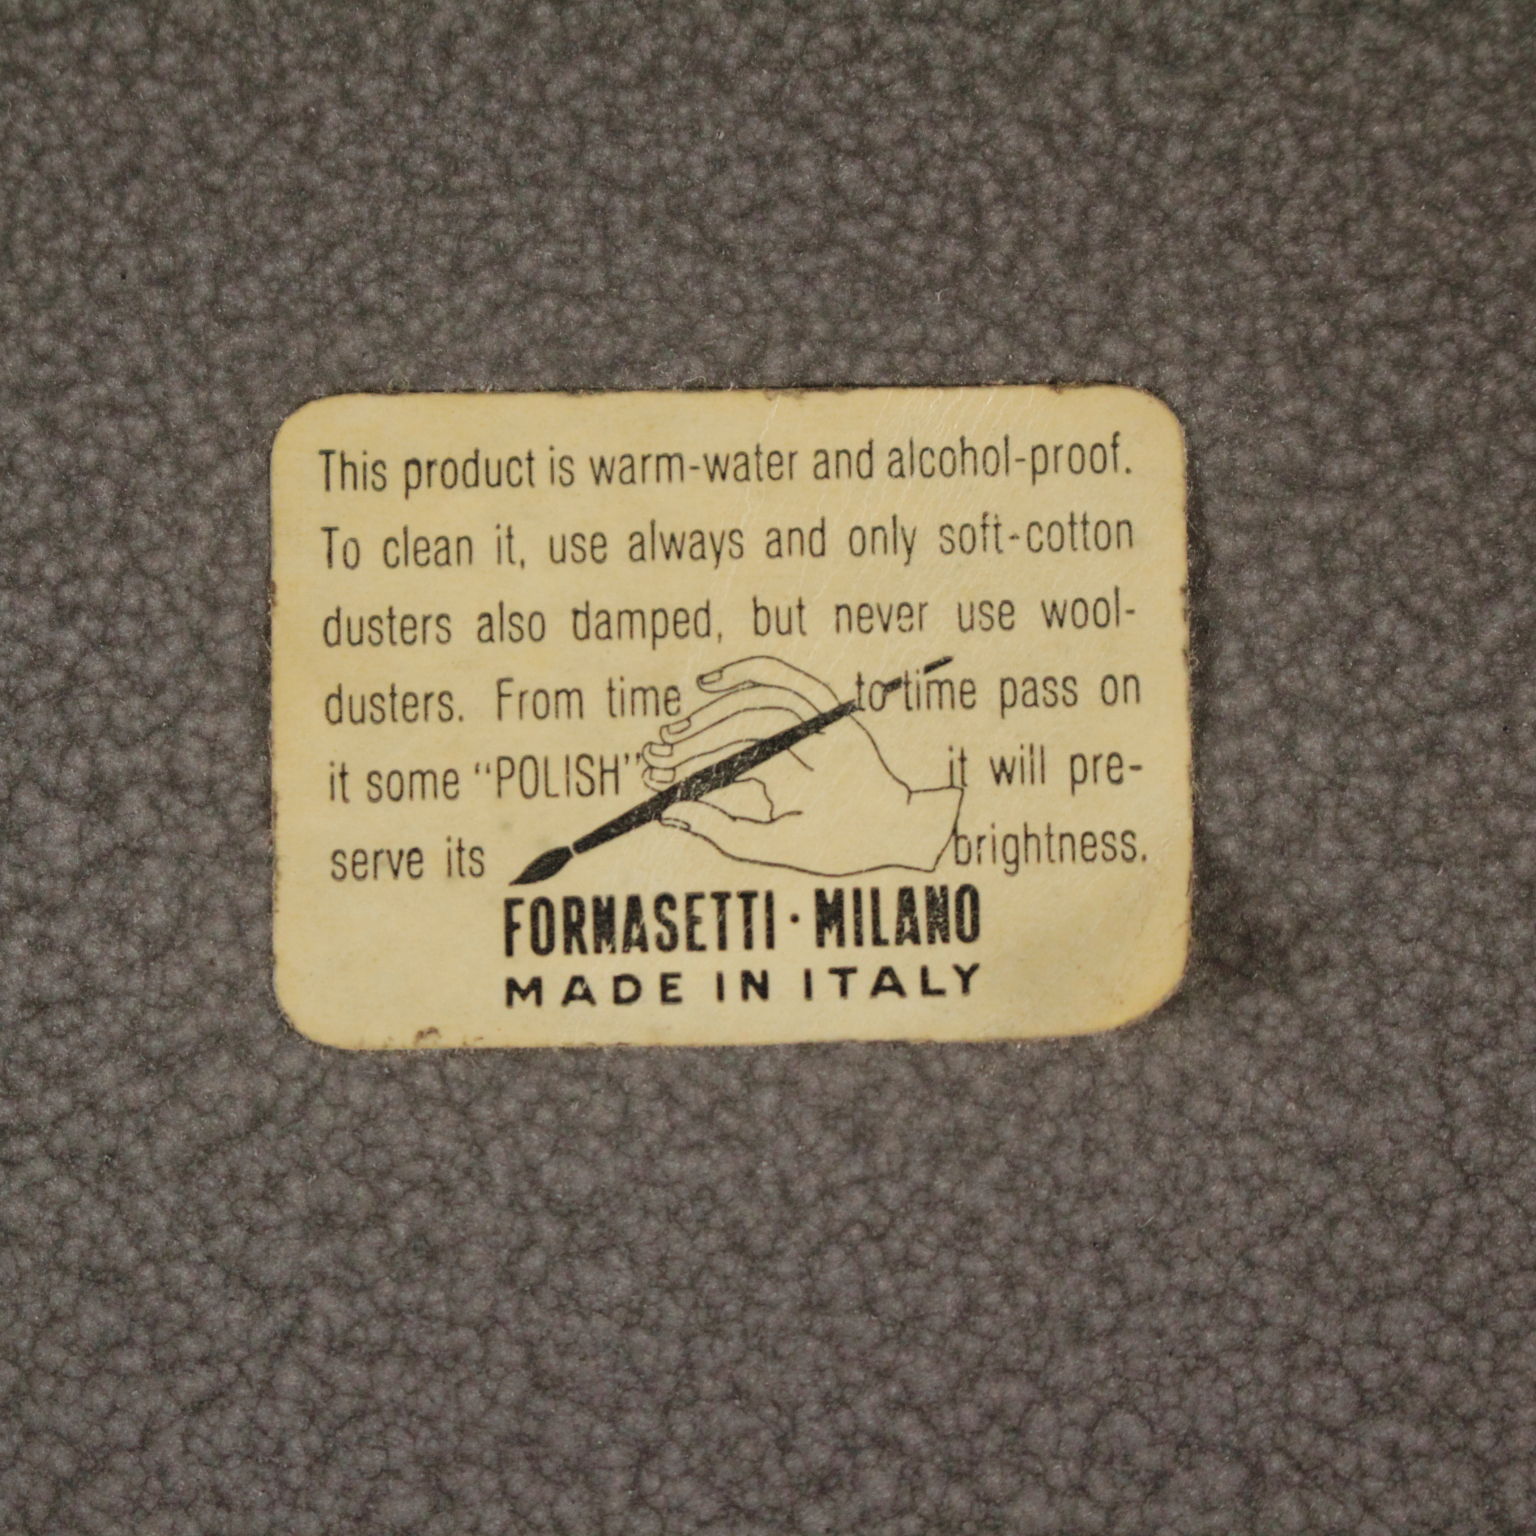 This product is warm-water and alcohol-proof.
To clean it, use always and only soft-cotton
dusters also damped, but never use wool-
dusters. From time to time pass on
it some “POLISH” it will pre-
serve its brightness.
FORNASETTI · MILANO
MADE IN ITALY